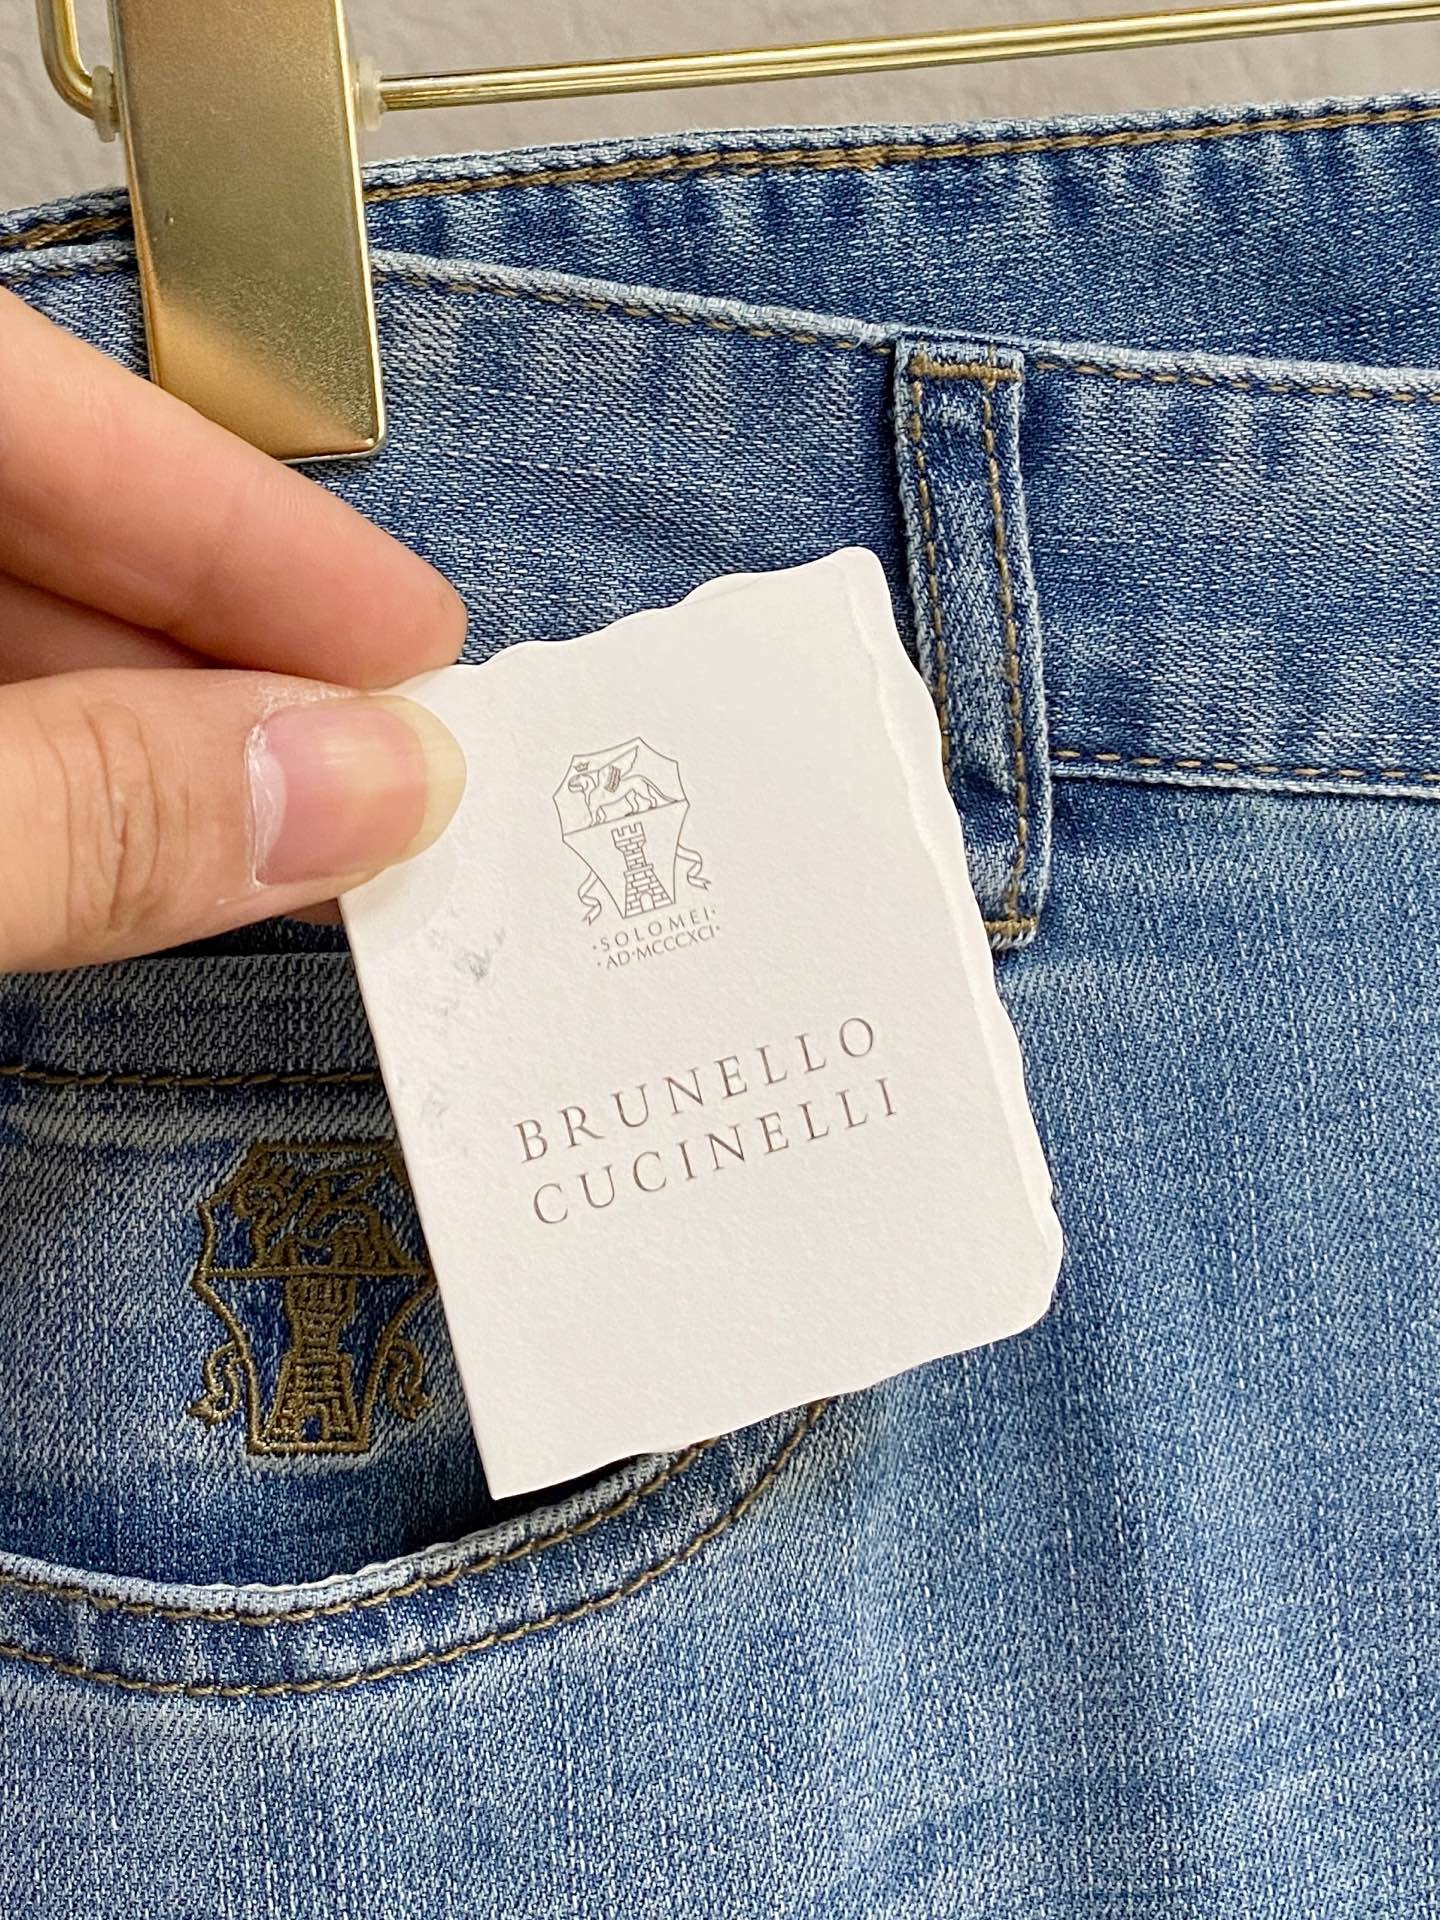 ·SOLOMEI·
·AD·MCCCXCI·
BRUNELLO
CUCINELLI